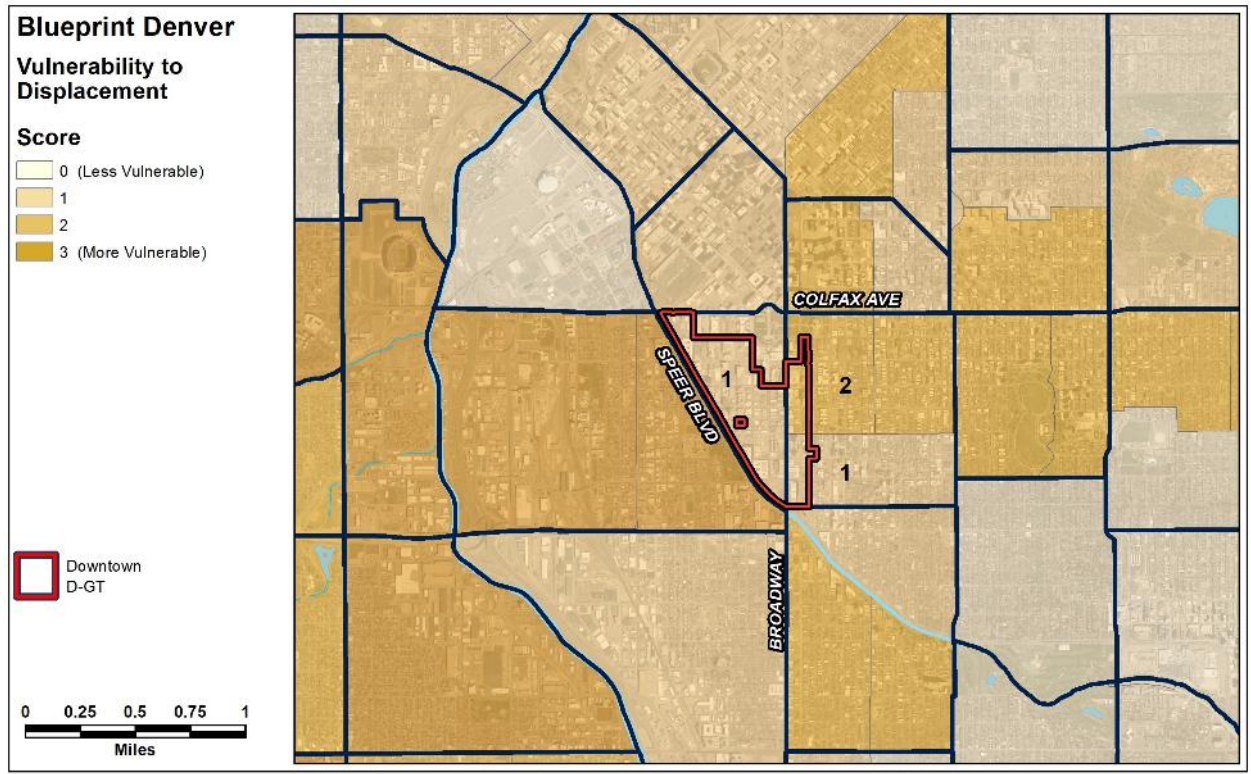 Blueprint Denver
Vulnerability to
Displacement
Score
0 (Less Vulnerable)
1
2
3 (More Vulnerable)
Downtown
D-GT
0 0.25 0.5 0.75 1
Miles
COLFAX AVE
SPEER BLVD
1
2
1
BROADWAY